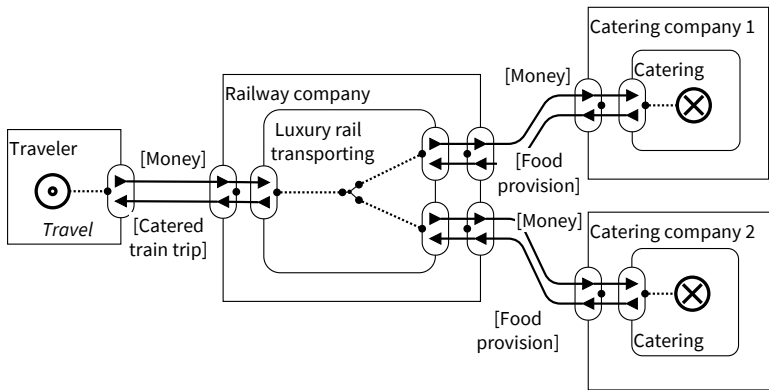 Catering company 1
Catering
[Money]
[Food
provision]
Railway company
Luxury rail
transporting
Traveler
Travel
[Money]
[Catered
train trip]
[Money]
[Food
provision]
Catering company 2
Catering